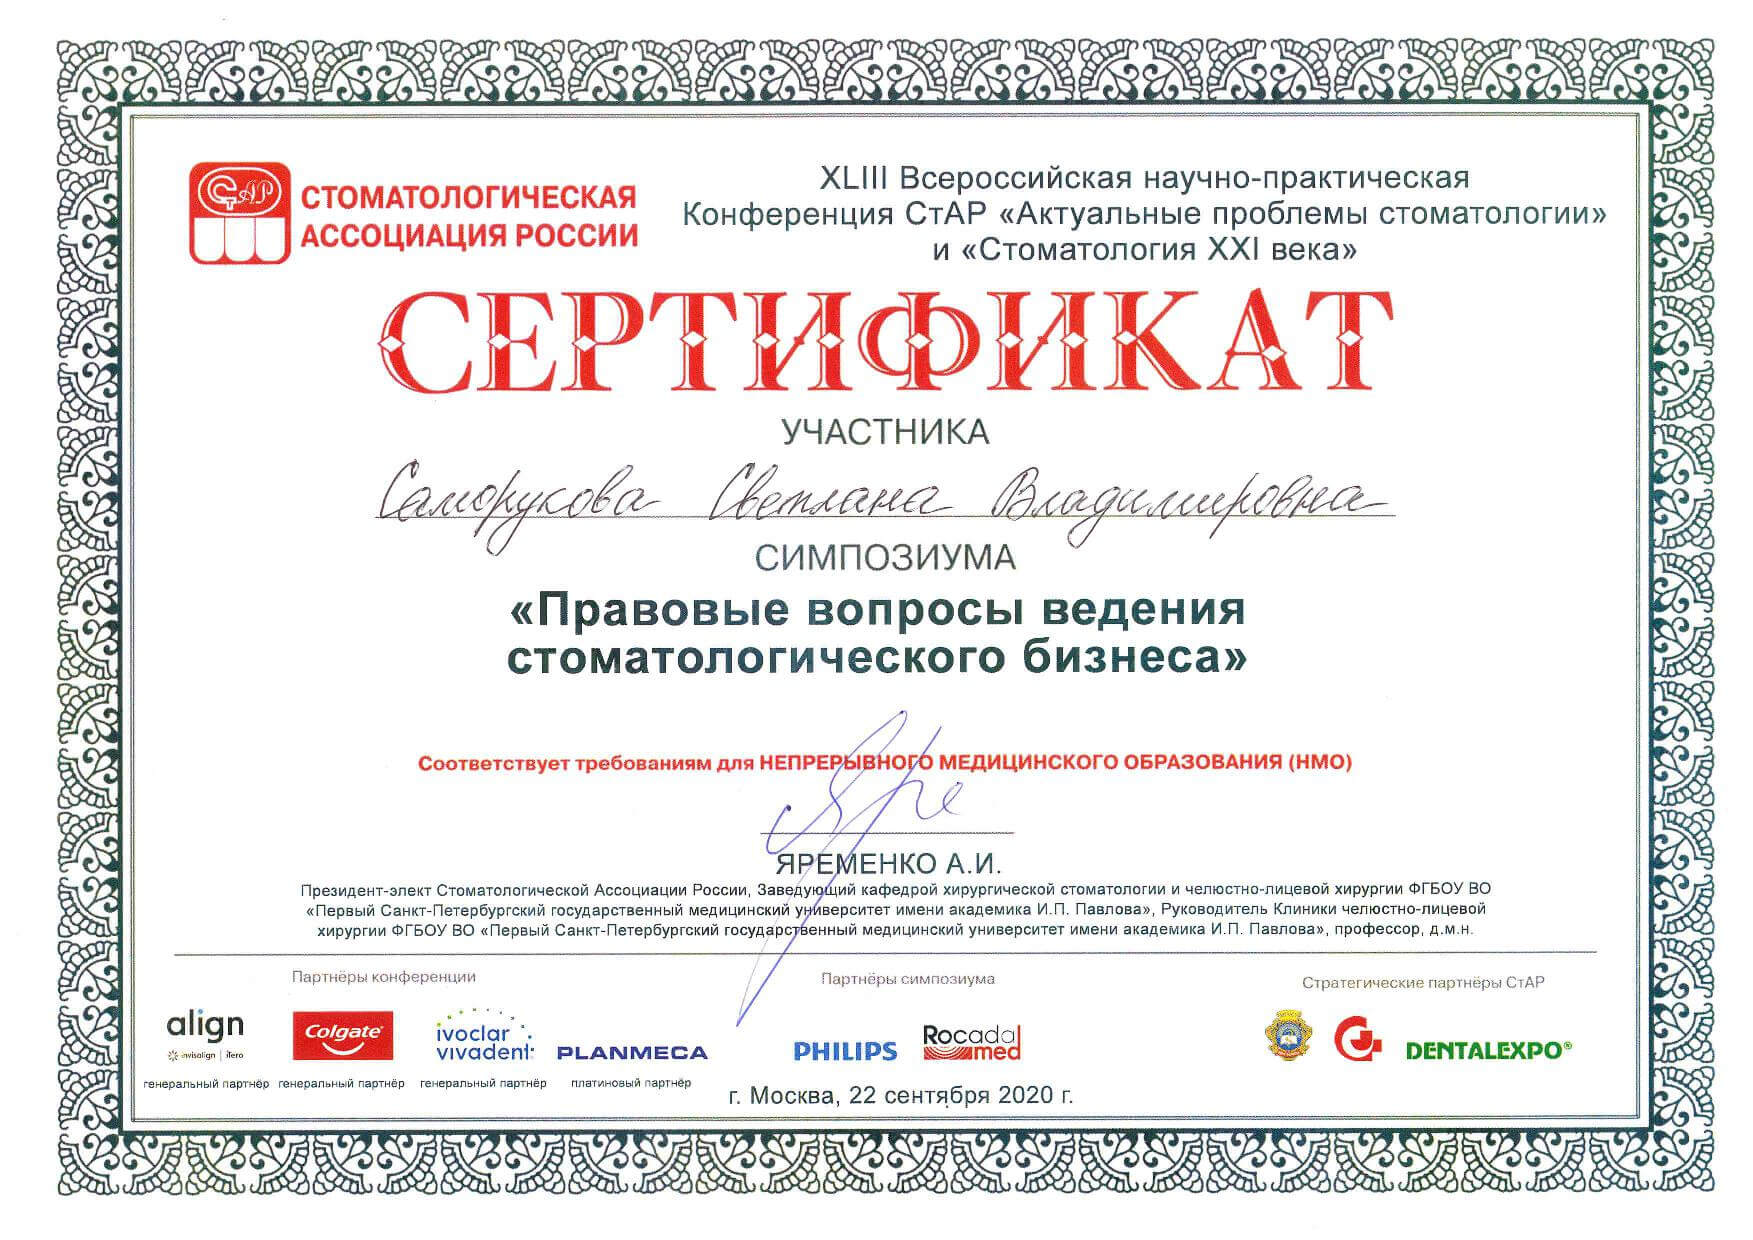 СТАР
СТОМАТОЛОГИЧЕСКАЯ
АССОЦИАЦИЯ РОССИИ
XLIII Всероссийская научно-практическая
Конференция СтАР «Актуальные проблемы стоматологии»
и «Стоматология XXI века»
СЕРТИФИКАТ
УЧАСТНИКА
Саморукова Светлана Владимировна
СИМПОЗИУМА
«Правовые вопросы ведения
стоматологического бизнеса»
Соответствует требованиям для НЕПРЕРЫВНОГО МЕДИЦИНСКОГО ОБРАЗОВАНИЯ (НМО)
ЯРЕМЕНКО А.И.
Президент-элект Стоматологической Ассоциации России, Заведующий кафедрой хирургической стоматологии и челюстно-лицевой хирургии ФГБОУ ВО
«Первый Санкт-Петербургский государственный медицинский университет имени академика И.П. Павлова», Руководитель Клиники челюстно-лицевой
хирургии ФГБОУ ВО «Первый Санкт-Петербургский государственный медицинский университет имени академика И.П. Павлова», профессор, д.м.н.
Партнёры конференции
Партнёры симпозиума
Стратегические партнёры СтАР
align
invisalign | iTero
Colgate
ivoclar
vivadent
PLANMECA
PHILIPS
Rocada
med
DENTALEXPO®
генеральный партнёр генеральный партнёр генеральный партнёр платиновый партнёр
г. Москва, 22 сентября 2020 г.